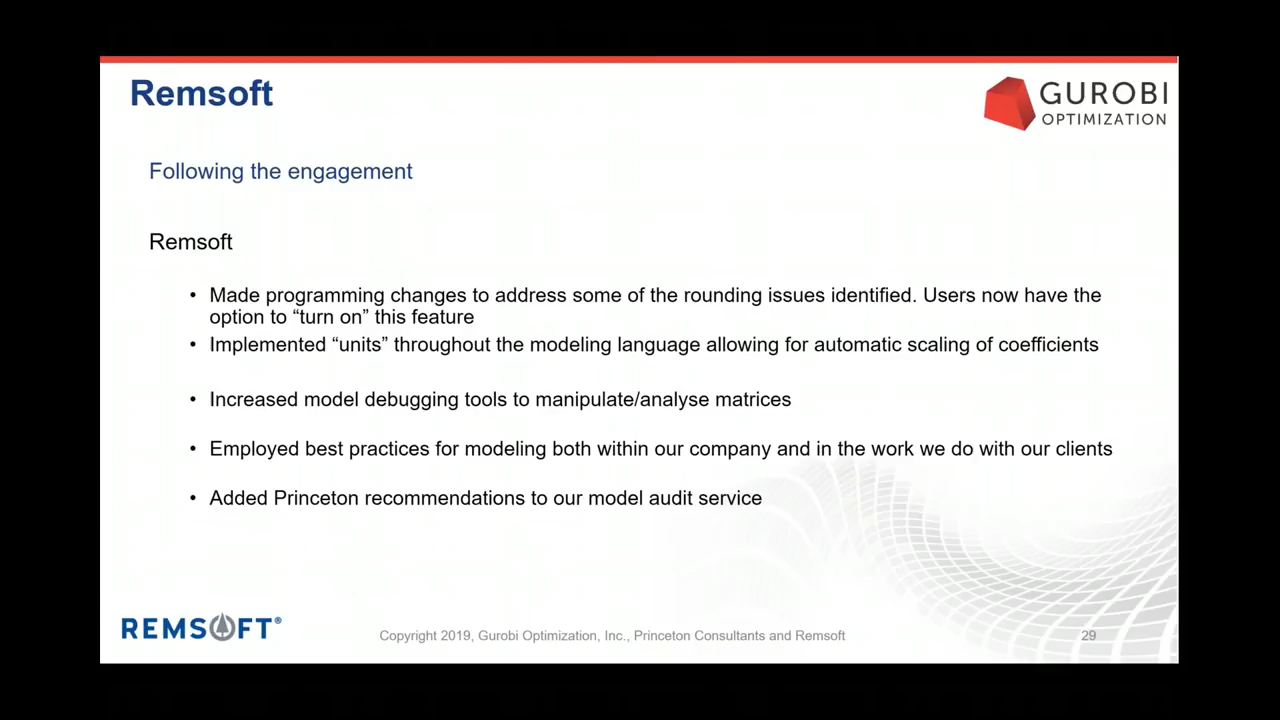 Remsoft
GUROBI
OPTIMIZATION
Following the engagement
Remsoft
• Made programming changes to address some of the rounding issues identified. Users now have the
option to “turn on” this feature
• Implemented “units” throughout the modeling language allowing for automatic scaling of coefficients
• Increased model debugging tools to manipulate/analyse matrices
• Employed best practices for modeling both within our company and in the work we do with our clients
• Added Princeton recommendations to our model audit service
REMSOFT®
Copyright 2019, Gurobi Optimization, Inc., Princeton Consultants and Remsoft
29